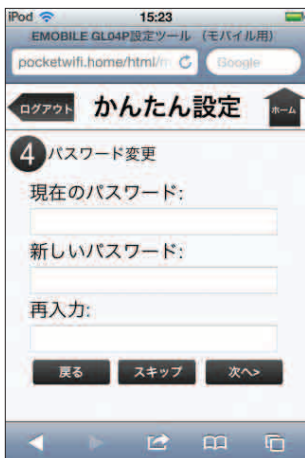 iPod 15:23
EMOBILE GL04P設定ツール （モバイル用）
pocketwifi.home/html/m Google
ログアウト かんたん設定 ホーム
4 パスワード変更
現在のパスワード:
新しいパスワード:
再入力:
戻る スキップ 次へ>